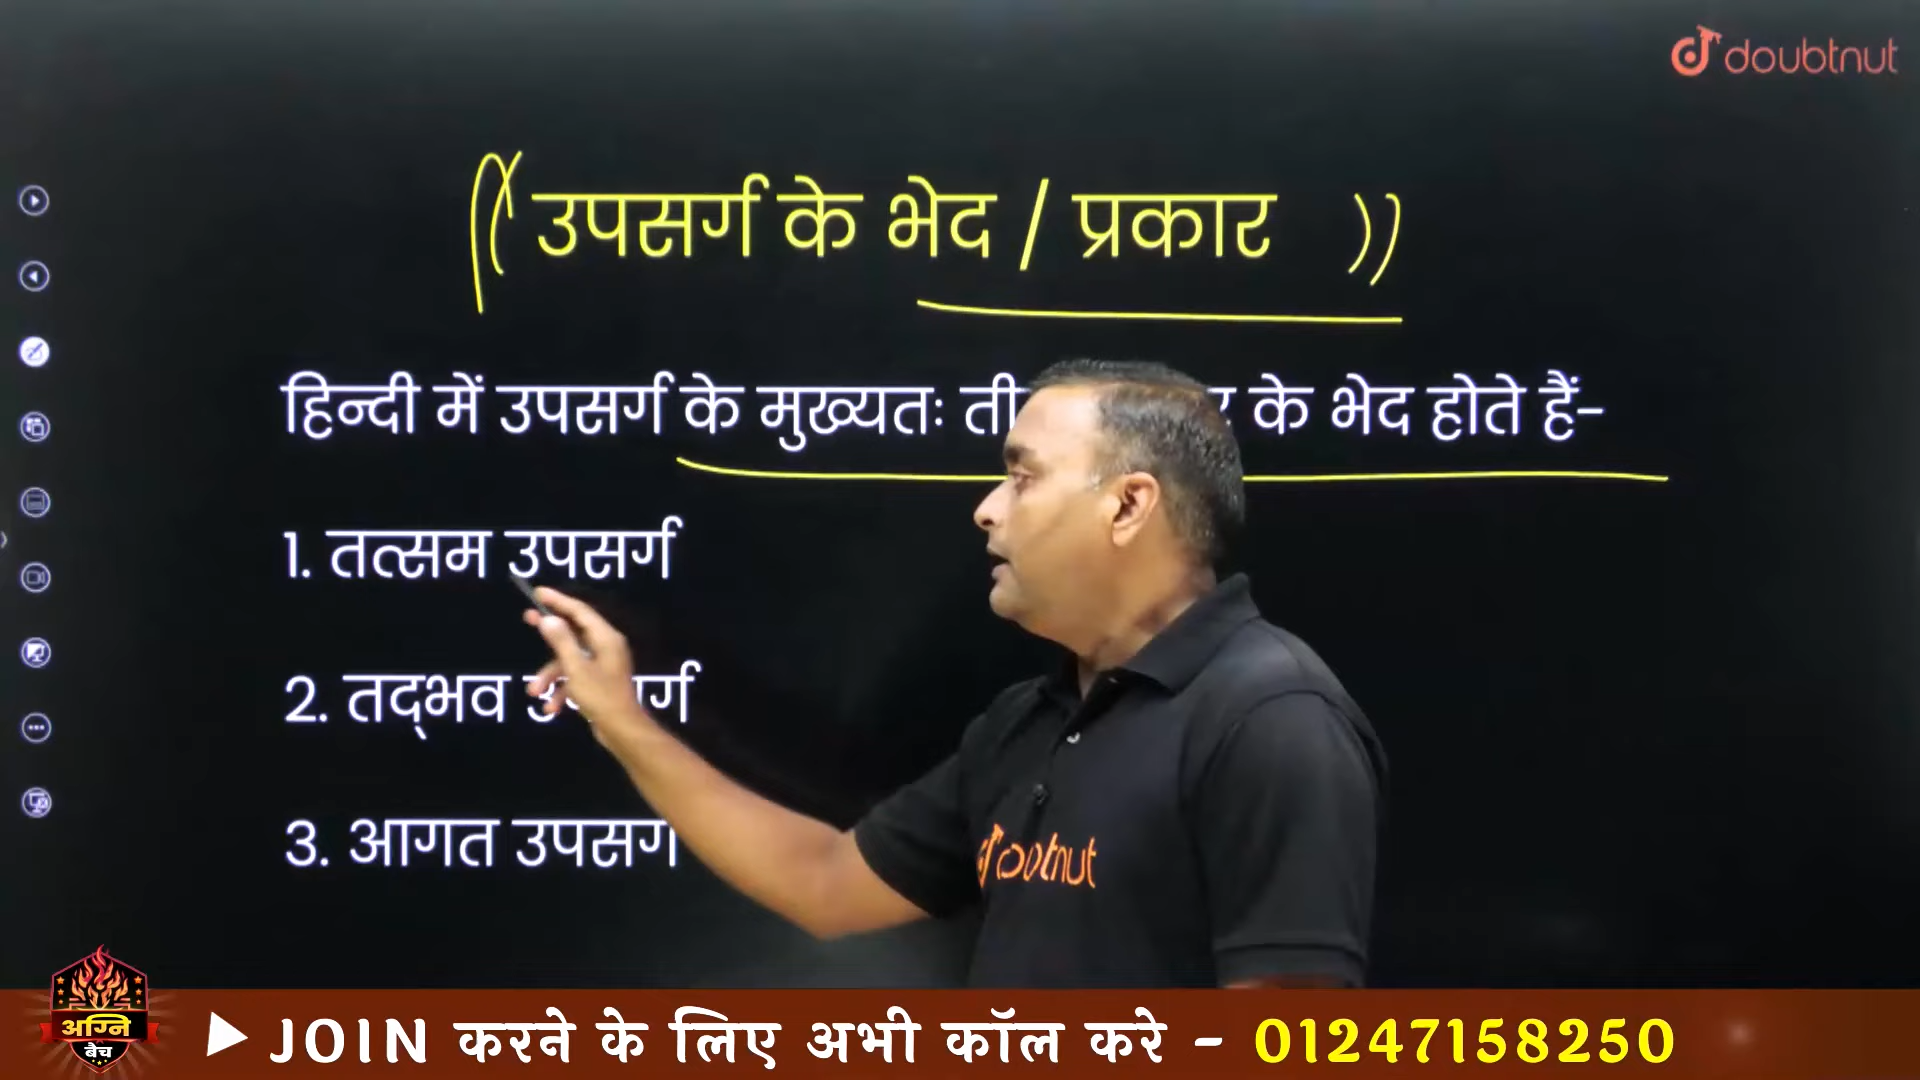 doubtnut
उपसर्ग के भेद / प्रकार
हिन्दी में उपसर्ग के मुख्यतः के भेद होते हैं-
1. तत्सम उपसर्ग
2. तद्भव
3. आगत उपसर्ग
doubtnut
अग्नि
बैच
JOIN करने के लिए अभी कॉल करे - 01247158250